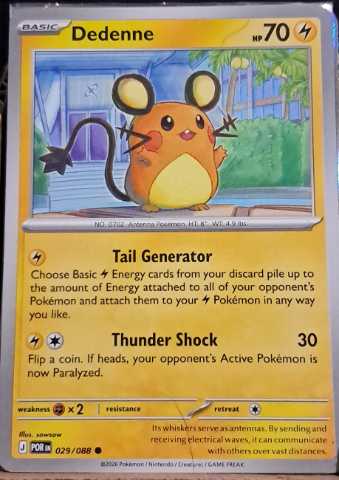 BASIC
Dedenne
HP 70
NO. 0702 Antenna Pokémon HT: 8" WT: 4.9 lbs.
Tail Generator
Choose Basic Energy cards from your discard pile up to
the amount of Energy attached to all of your opponent's
Pokémon and attach them to your Pokémon in any way
you like.
Thunder Shock 30
Flip a coin. If heads, your opponent's Active Pokémon is
now Paralyzed.
weakness ×2 resistance retreat
Illus. sowsow
J POR EN 029/088
Its whiskers serve as antennas. By sending
and receiving electrical waves, it can communicate
with others over vast distances.
©2026 Pokémon / Nintendo / Creatures / GAME FREAK